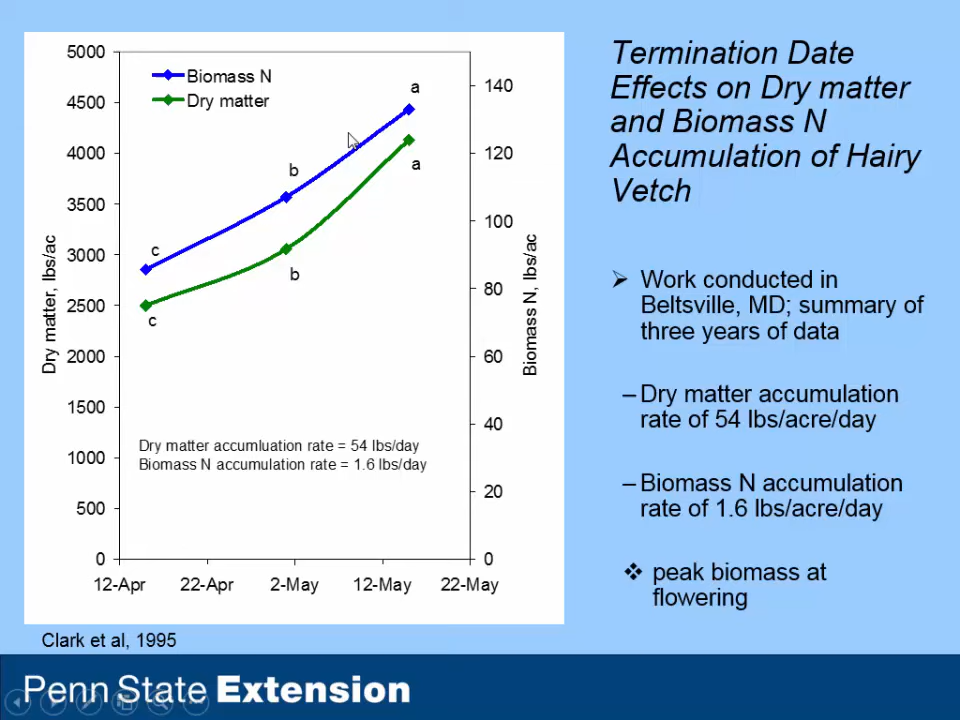 Termination Date
Effects on Dry matter
and Biomass N
Accumulation of Hairy
Vetch
5000
4500
4000
3500
3000
2500
2000
1500
1000
500
0
Dry matter, lbs/ac
Biomass N
Dry matter
a
a
b
b
c
c
140
120
100
80
60
40
20
0
Biomass N, lbs/ac
Dry matter accumluation rate = 54 lbs/day
Biomass N accumulation rate = 1.6 lbs/day
12-Apr 22-Apr 2-May 12-May 22-May
Clark et al, 1995
➢ Work conducted in
Beltsville, MD; summary of
three years of data
– Dry matter accumulation
rate of 54 lbs/acre/day
– Biomass N accumulation
rate of 1.6 lbs/acre/day
❖ peak biomass at
flowering
Penn State Extension